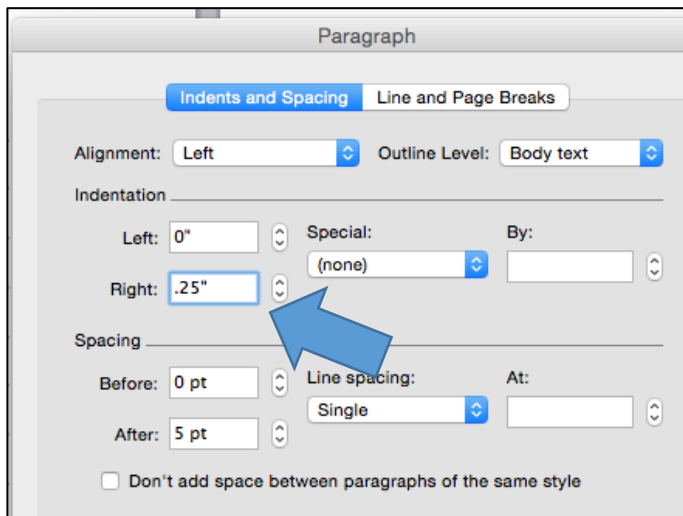 Paragraph
Indents and Spacing Line and Page Breaks
Alignment: Left Outline Level: Body text
Indentation
Left: 0" Special: By:
(none)
Right: .25"
Spacing
Before: 0 pt Line spacing: At:
Single
After: 5 pt
Don't add space between paragraphs of the same style